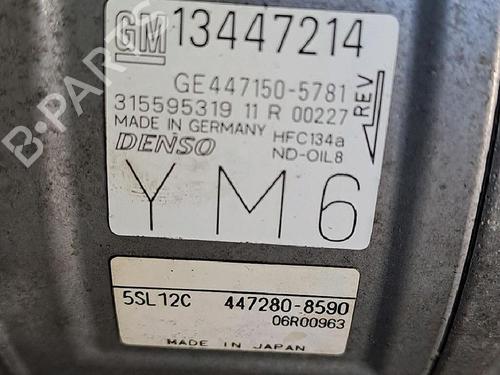 GM 13447214
GE447150-5781
315595319 11 R 00227
MADE IN GERMANY HFC134a
DENSO ND-OIL8
REV
YM6
5SL12C 447280-8590
06R00963
MADE IN JAPAN
B-PARTS